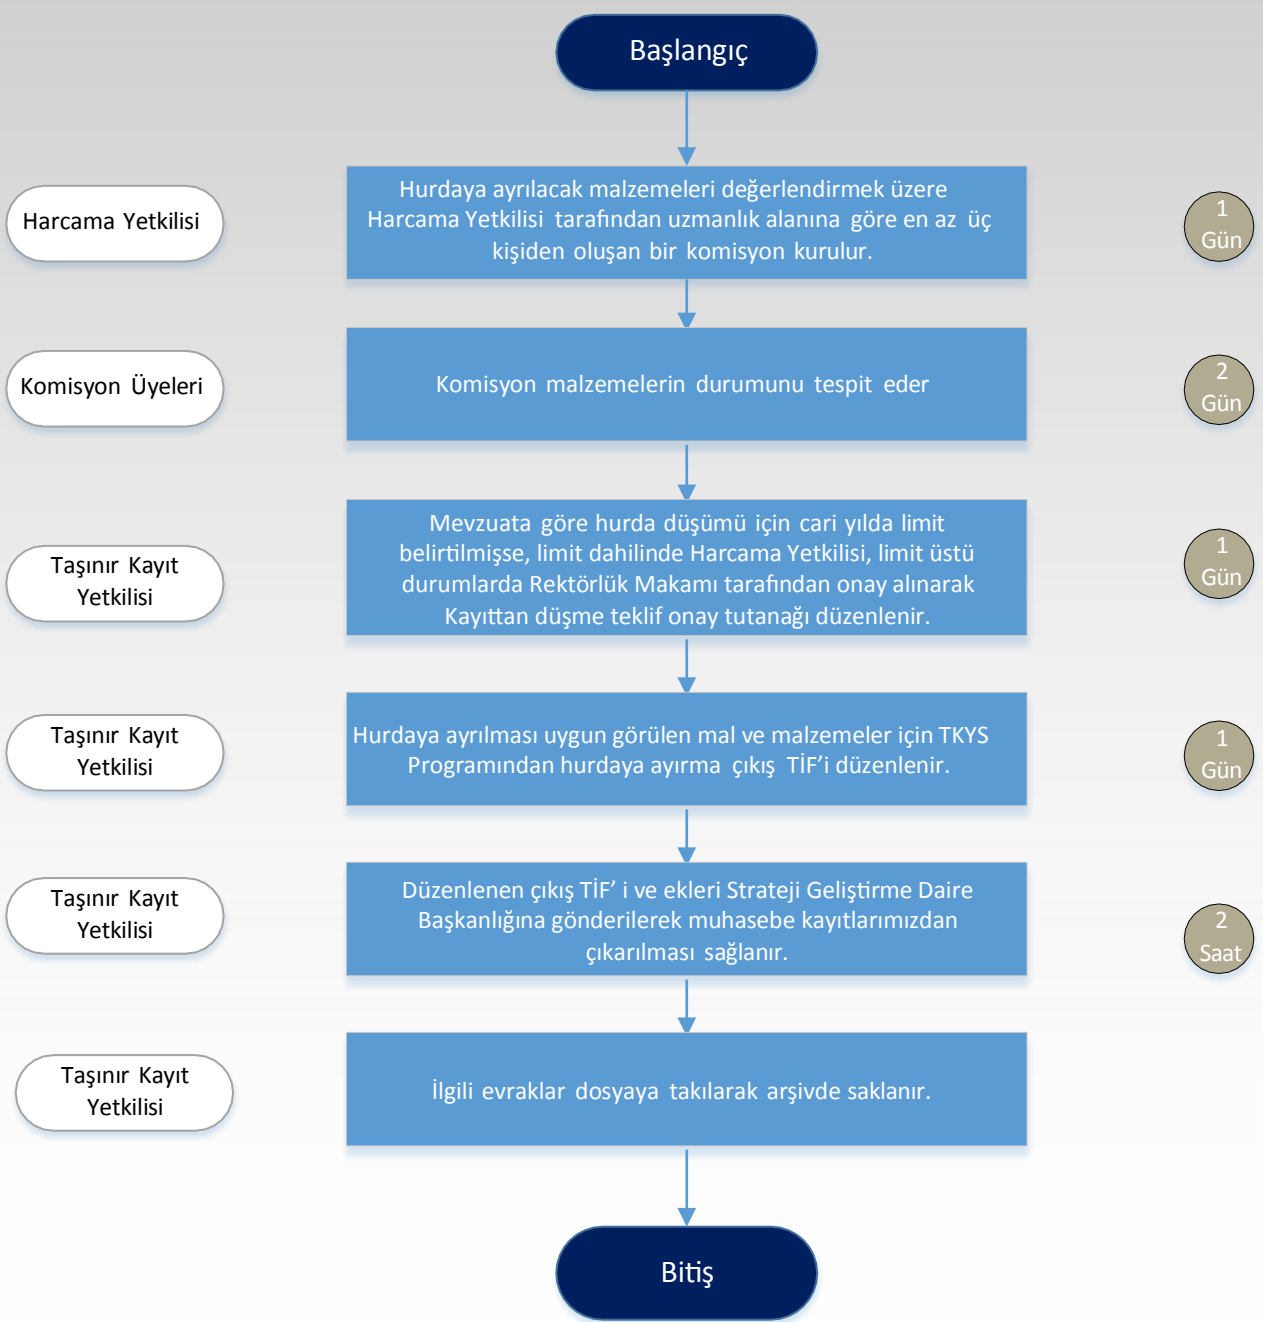 Başlangıç
Harcama Yetkilisi
Hurdaya ayrılacak malzemeleri değerlendirmek üzere
Harcama Yetkilisi tarafından uzmanlık alanına göre en az üç
kişiden oluşan bir komisyon kurulur.
1
Gün
Komisyon Üyeleri
Komisyon malzemelerin durumunu tespit eder
2
Gün
Taşınır Kayıt
Yetkilisi
Mevzuata göre hurda düşümü için cari yılda limit
belirtilmişse, limit dahilinde Harcama Yetkilisi, limit üstü
durumlarda Rektörlük Makamı tarafından onay alınarak
Kayıttan düşme teklif onay tutanağı düzenlenir.
1
Gün
Taşınır Kayıt
Yetkilisi
Hurdaya ayrılması uygun görülen mal ve malzemeler için TKYS
Programından hurdaya ayırma çıkış TİF’i düzenlenir.
1
Gün
Taşınır Kayıt
Yetkilisi
Düzenlenen çıkış TİF’ i ve ekleri Strateji Geliştirme Daire
Başkanlığına gönderilerek muhasebe kayıtlarımızdan
çıkarılması sağlanır.
2
Saat
Taşınır Kayıt
Yetkilisi
İlgili evraklar dosyaya takılarak arşivde saklanır.
Bitiş